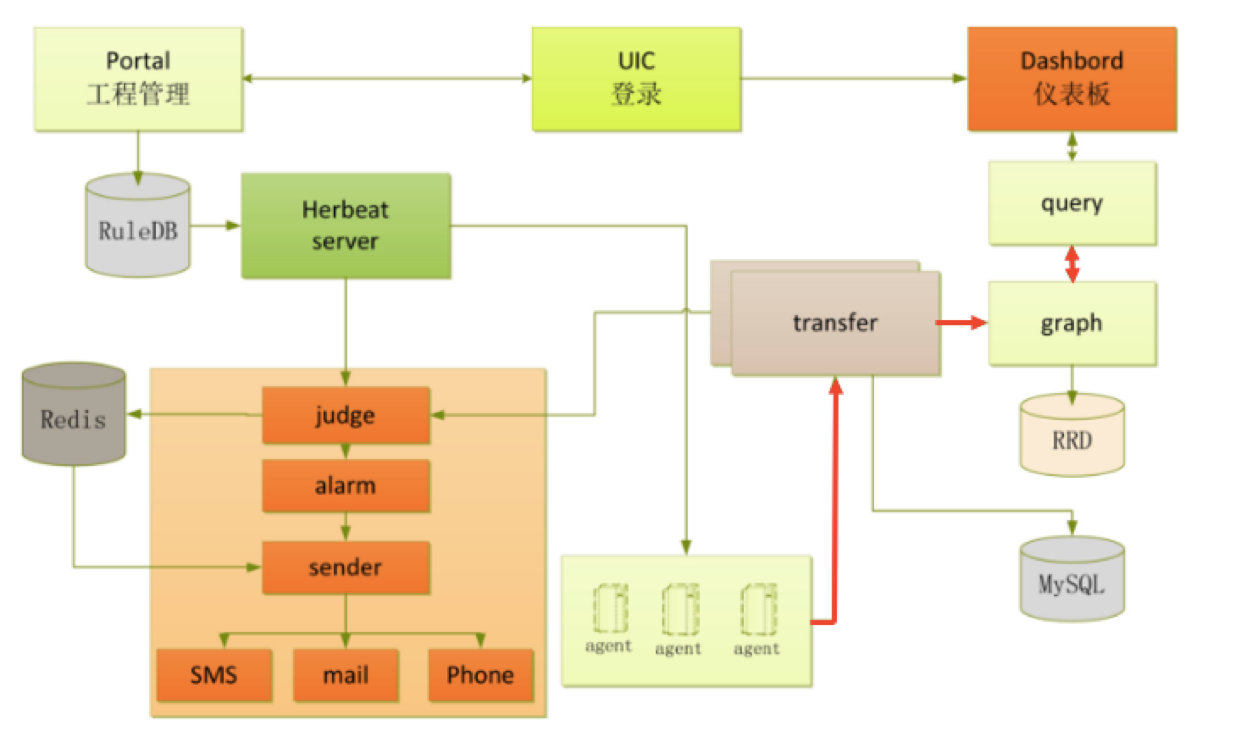 Portal
工程管理
UIC
登录
Dashbord
仪表板
RuleDB
Herbeat
server
query
transfer
graph
Redis
judge
RRD
alarm
sender
MySQL
agent
agent
agent
SMS
mail
Phone